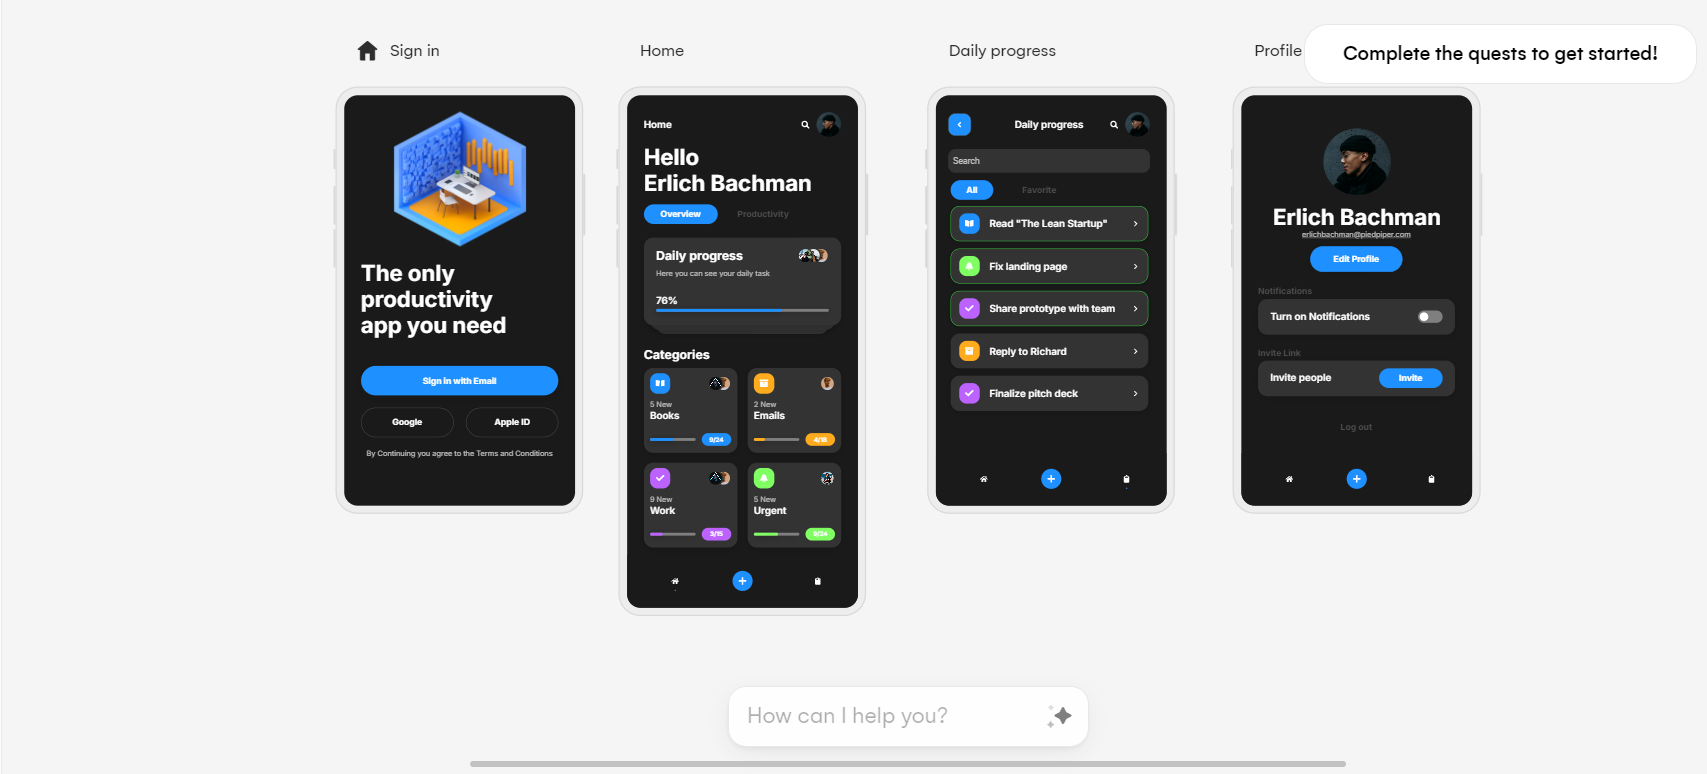 Sign in
Home
Daily progress
Profile
Complete the quests to get started!
The only
productivity
app you need
Sign in with Email
Google
Apple ID
By Continuing you agree to the Terms and Conditions
Home
Hello
Erlich Bachman
Overview
Productivity
Daily progress
Here you can see your daily task
76%
Categories
5 New
Books
9/24
2 New
Emails
4/15
9 New
Work
3/15
5 New
Urgent
9/24
Daily progress
Search
All
Favorite
Read "The Lean Startup"
Fix landing page
Share prototype with team
Reply to Richard
Finalize pitch deck
Erlich Bachman
erlichbachman@piedpiper.com
Edit Profile
Notifications
Turn on Notifications
Invite Link
Invite people
Invite
Log out
How can I help you?